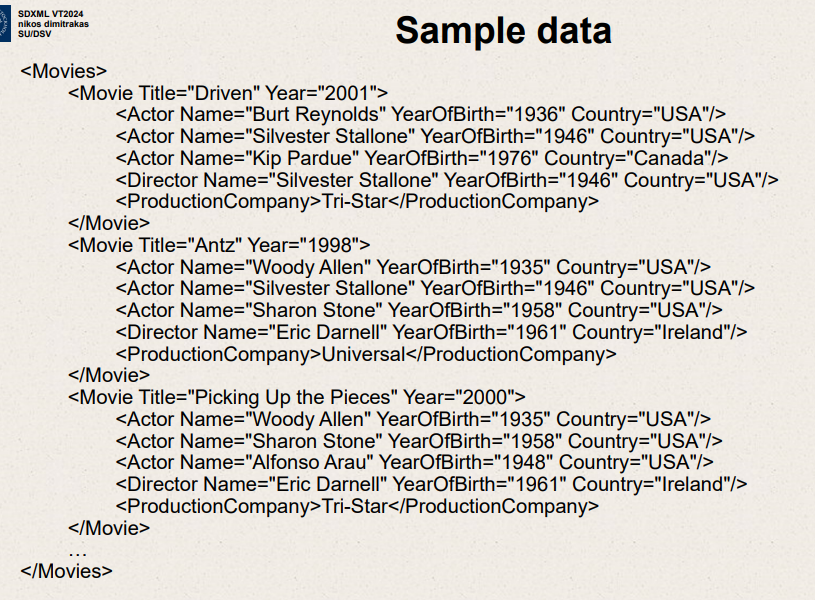 SDXML VT2024
nikos dimitrakas
SU/DSV
Sample data
<Movies>
<Movie Title="Driven" Year="2001">
<Actor Name="Burt Reynolds" YearOfBirth="1936" Country="USA"/>
<Actor Name="Silvester Stallone" YearOfBirth="1946" Country="USA"/>
<Actor Name="Kip Pardue" YearOfBirth="1976" Country="Canada"/>
<Director Name="Silvester Stallone" YearOfBirth="1946" Country="USA"/>
<ProductionCompany>Tri-Star</ProductionCompany>
</Movie>
<Movie Title="Antz" Year="1998">
<Actor Name="Woody Allen" YearOfBirth="1935" Country="USA"/>
<Actor Name="Silvester Stallone" YearOfBirth="1946" Country="USA"/>
<Actor Name="Sharon Stone" YearOfBirth="1958" Country="USA"/>
<Director Name="Eric Darnell" YearOfBirth="1961" Country="Ireland"/>
<ProductionCompany>Universal</ProductionCompany>
</Movie>
<Movie Title="Picking Up the Pieces" Year="2000">
<Actor Name="Woody Allen" YearOfBirth="1935" Country="USA"/>
<Actor Name="Sharon Stone" YearOfBirth="1958" Country="USA"/>
<Actor Name="Alfonso Arau" YearOfBirth="1948" Country="USA"/>
<Director Name="Eric Darnell" YearOfBirth="1961" Country="Ireland"/>
<ProductionCompany>Tri-Star</ProductionCompany>
</Movie>
…
</Movies>